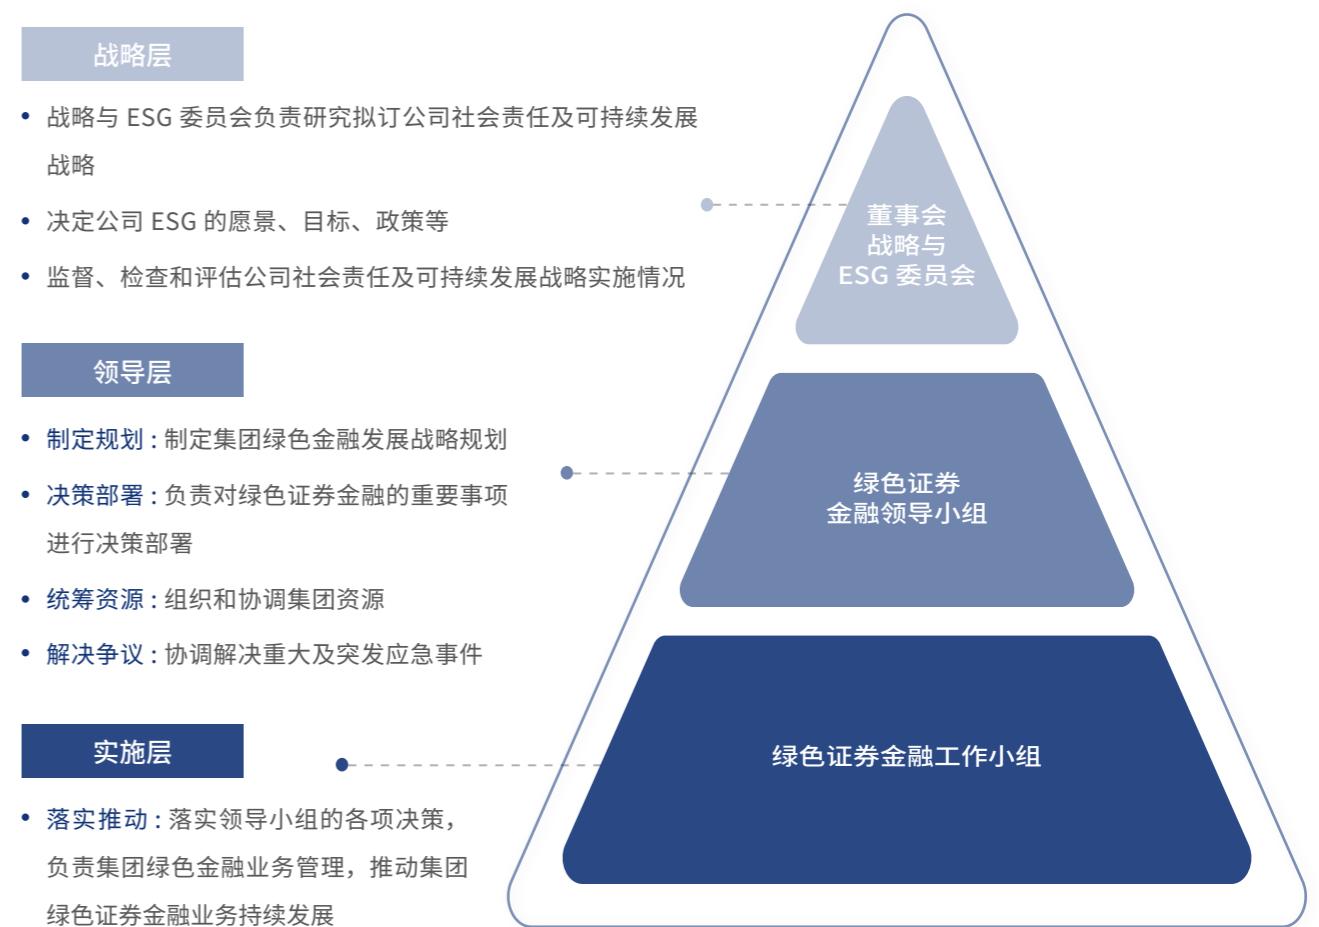 战略层
• 战略与 ESG 委员会负责研究拟订公司社会责任及可持续发展
战略
• 决定公司 ESG 的愿景、目标、政策等
• 监督、检查和评估公司社会责任及可持续发展战略实施情况
董事会
战略与
ESG 委员会
领导层
• 制定规划 : 制定集团绿色金融发展战略规划
• 决策部署 : 负责对绿色证券金融的重要事项
进行决策部署
• 统筹资源 : 组织和协调集团资源
• 解决争议 : 协调解决重大及突发应急事件
绿色证券
金融领导小组
实施层
• 落实推动 : 落实领导小组的各项决策，
负责集团绿色金融业务管理，推动集团
绿色证券金融业务持续发展
绿色证券金融工作小组